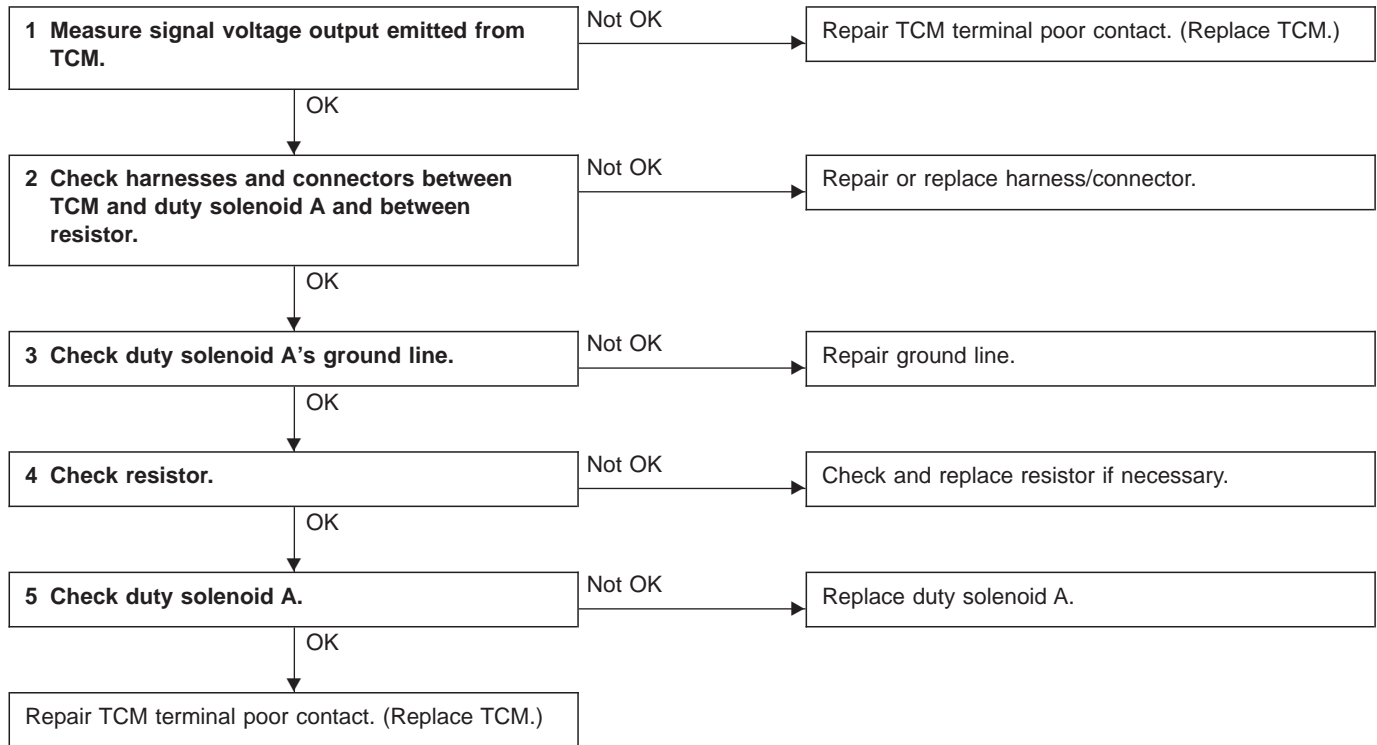 1 Measure signal voltage output emitted from
TCM.
Not OK
Repair TCM terminal poor contact. (Replace TCM.)
OK
2 Check harnesses and connectors between
TCM and duty solenoid A and between
resistor.
Not OK
Repair or replace harness/connector.
OK
3 Check duty solenoid A’s ground line.
Not OK
Repair ground line.
OK
4 Check resistor.
Not OK
Check and replace resistor if necessary.
OK
5 Check duty solenoid A.
Not OK
Replace duty solenoid A.
OK
Repair TCM terminal poor contact. (Replace TCM.)